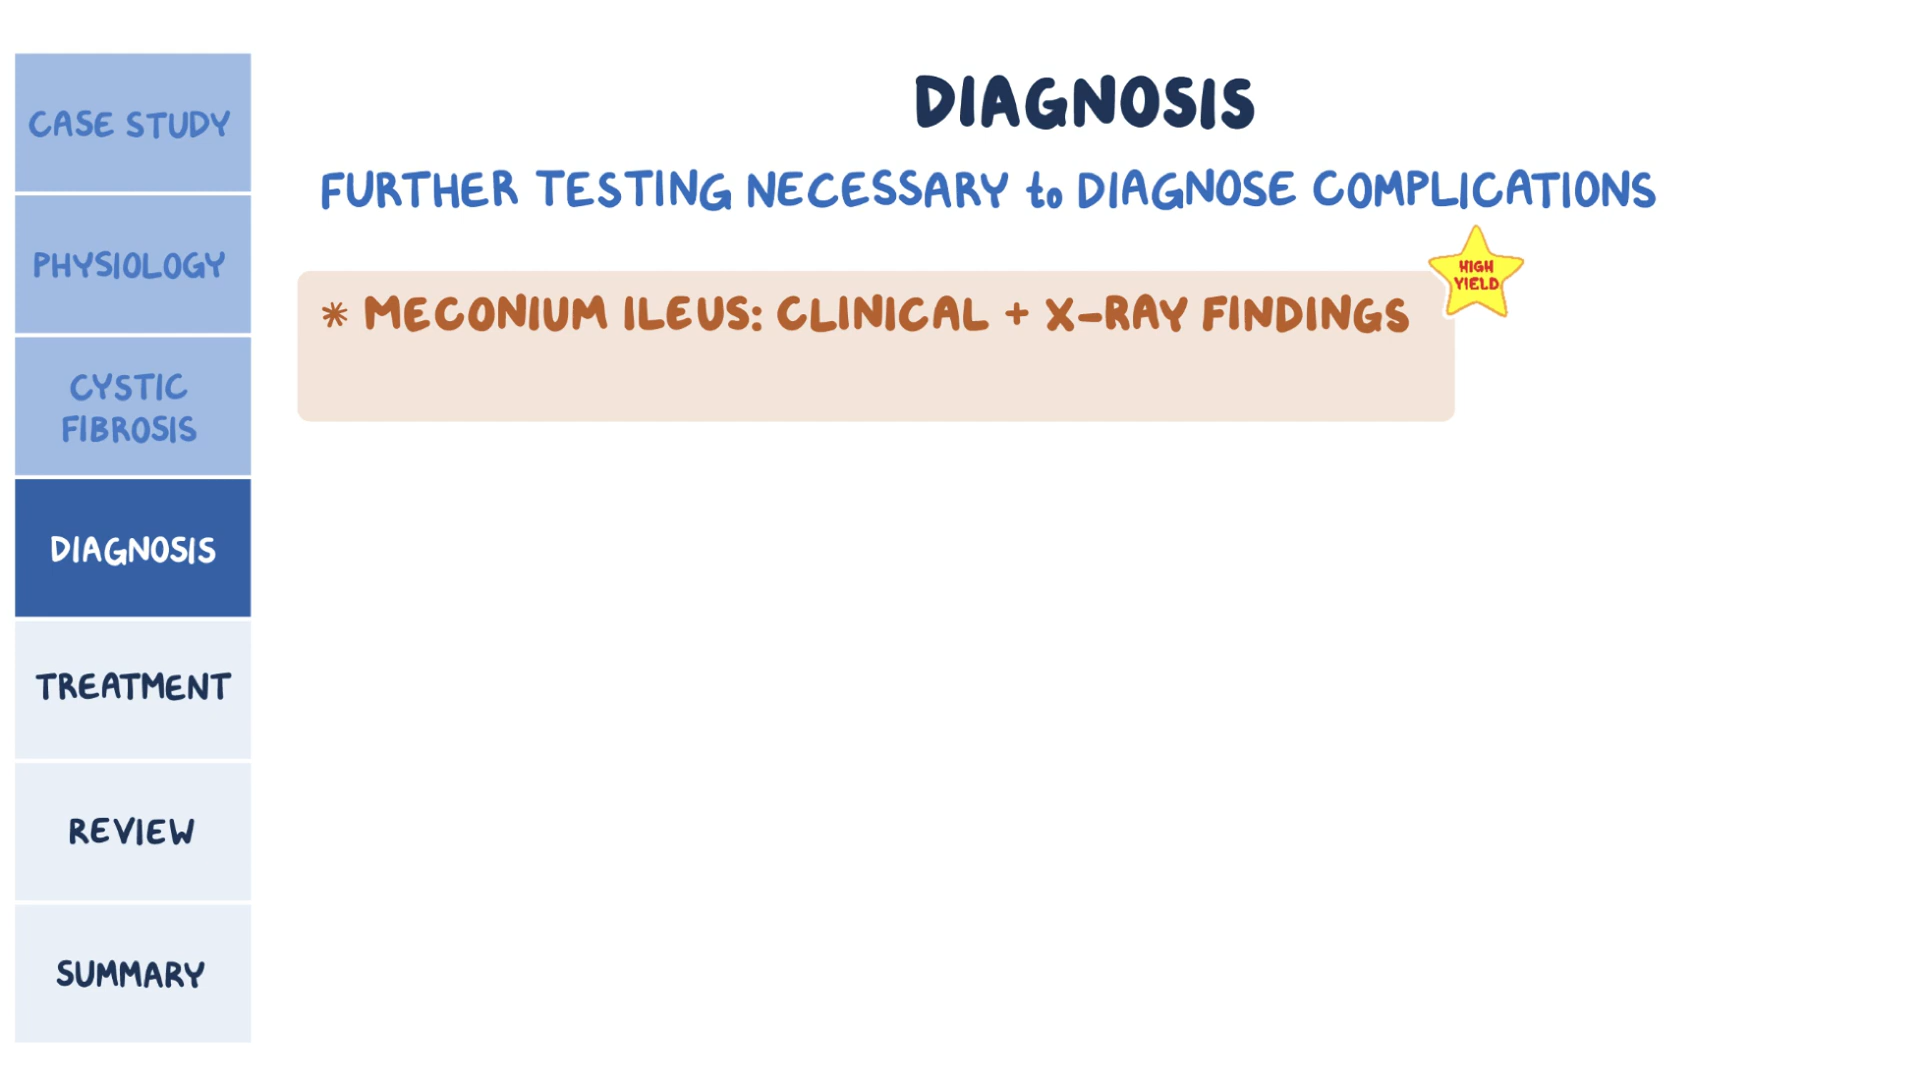 CASE STUDY
PHYSIOLOGY
CYSTIC
FIBROSIS
DIAGNOSIS
TREATMENT
REVIEW
SUMMARY
DIAGNOSIS
FURTHER TESTING NECESSARY to DIAGNOSE COMPLICATIONS
HIGH
YIELD
* MECONIUM ILEUS: CLINICAL + X-RAY FINDINGS